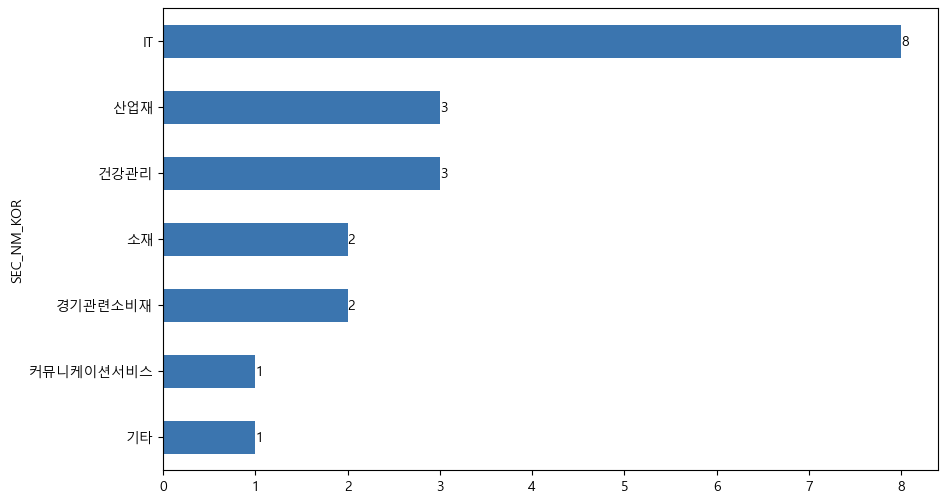 SEC_NM_KOR
IT 8
산업재 3
건강관리 3
소재 2
경기관련소비재 2
커뮤니케이션서비스 1
기타 1
0 1 2 3 4 5 6 7 8